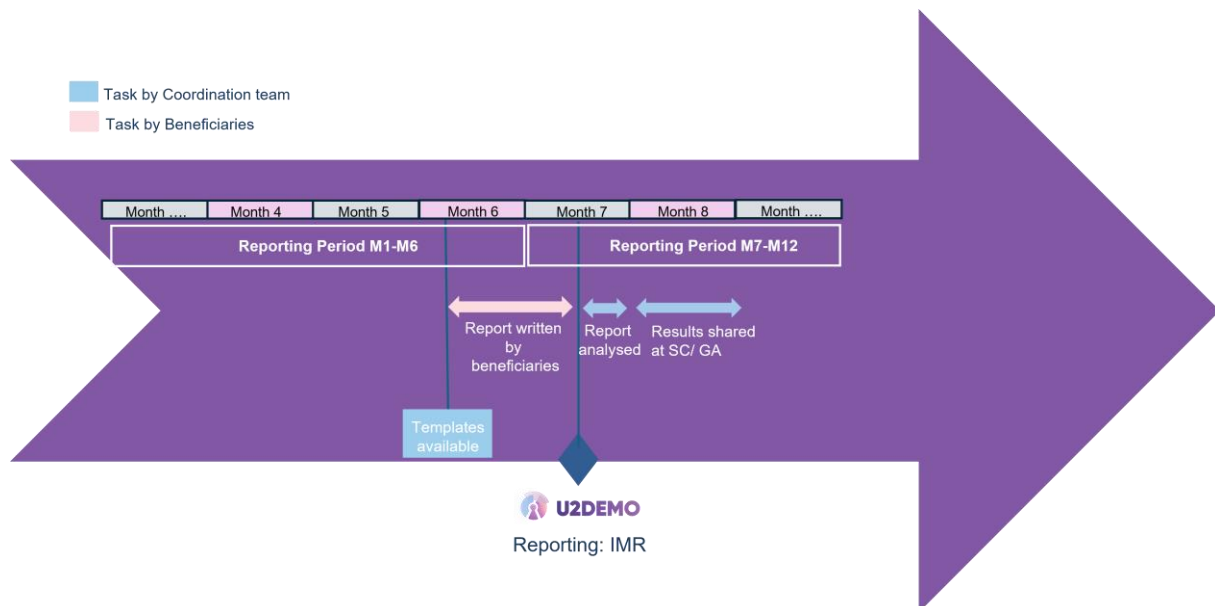 Task by Coordination team
Task by Beneficiaries
Month ....
Month 4
Month 5
Month 6
Month 7
Month 8
Month ....
Reporting Period M1-M6
Reporting Period M7-M12
Report written
by
beneficiaries
Report
analysed
Results shared
at SC/ GA
Templates
available
U2DEMO
Reporting: IMR